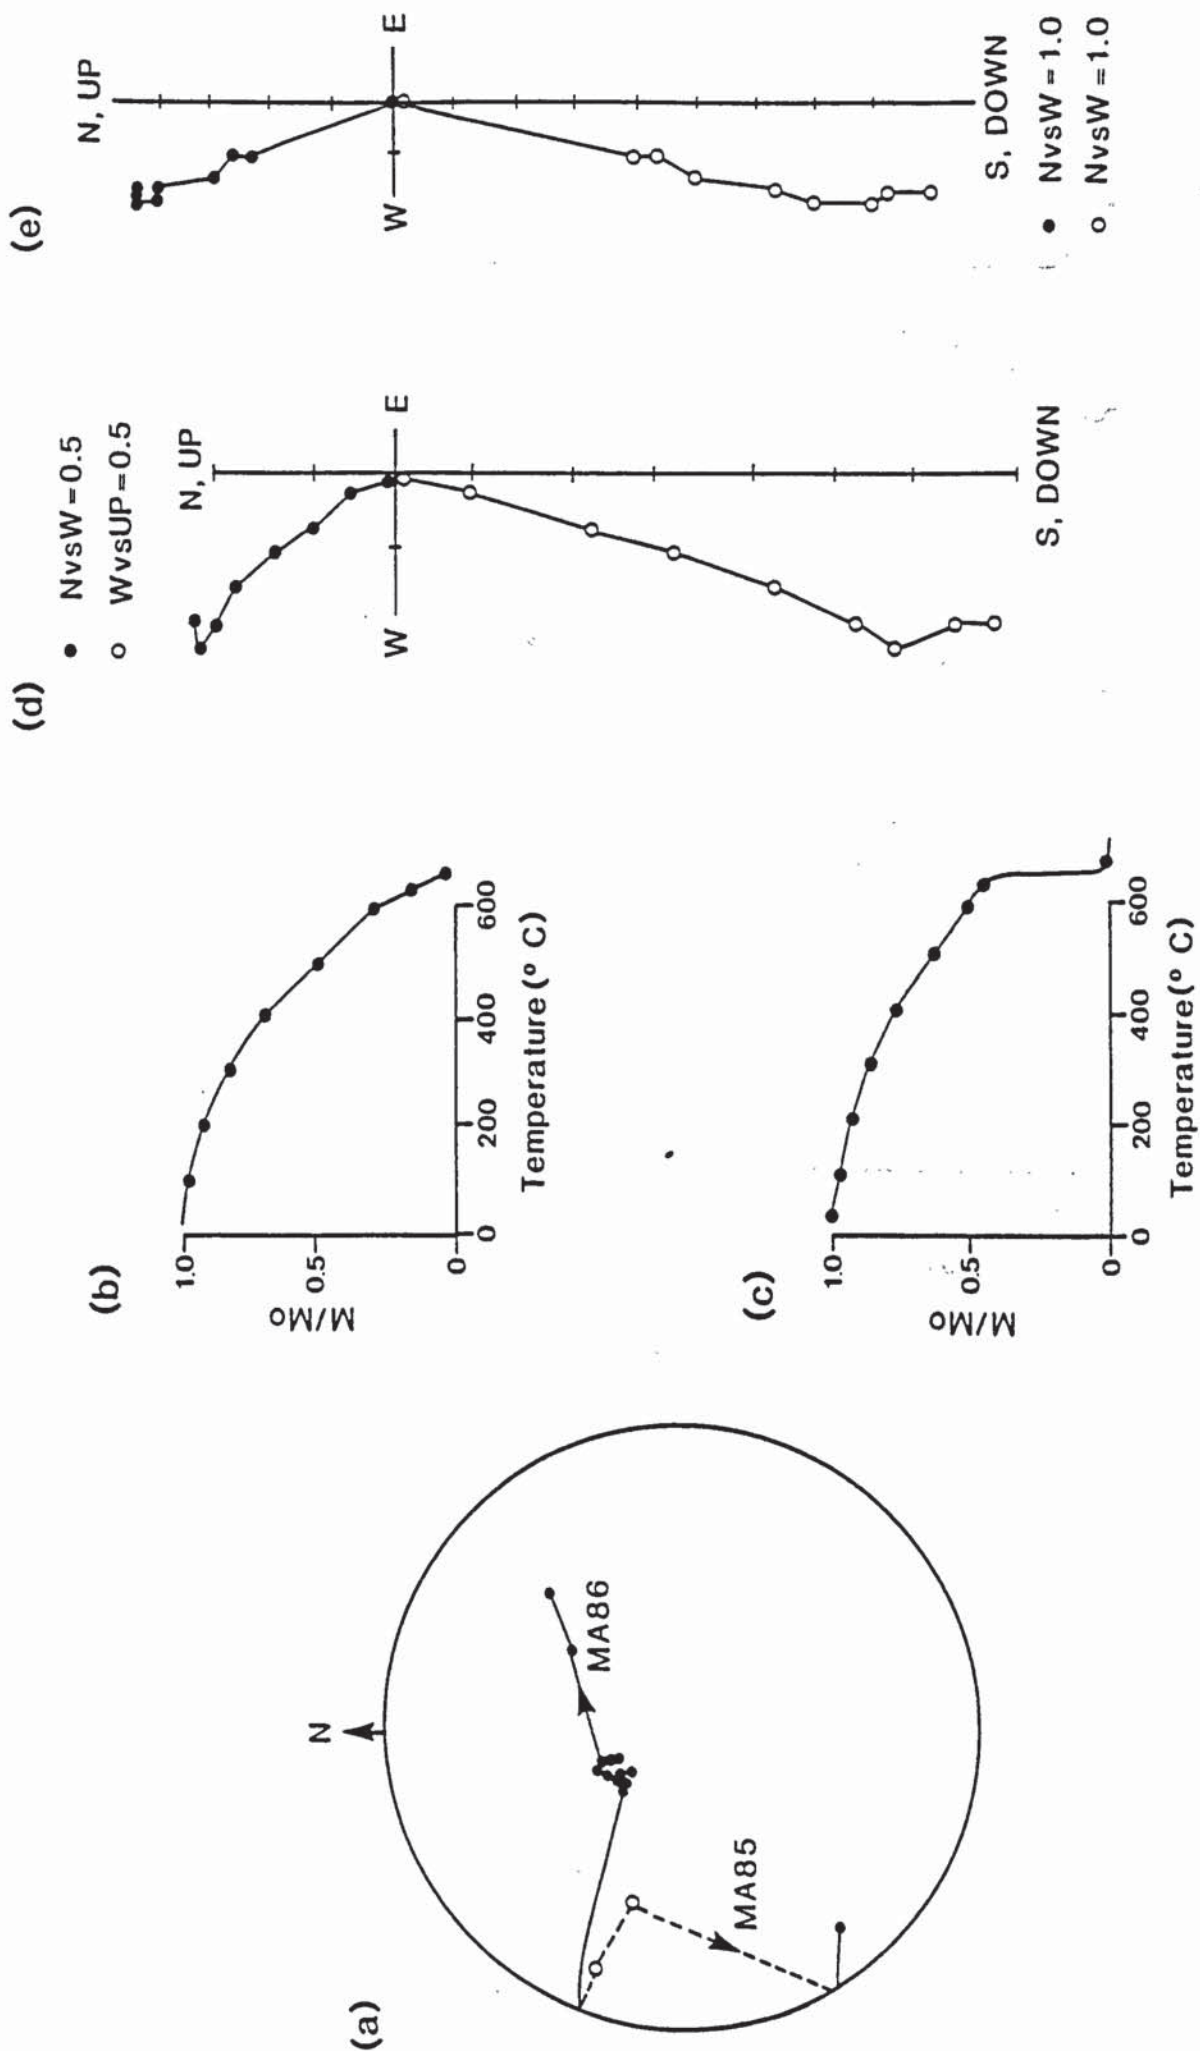 (a)
N
MA86
MA85
(b)
M/Mo
1.0
0.5
0
0 200 400 600
Temperature (° C)
(c)
M/Mo
1.0
0.5
0
0 200 400 600
Temperature (° C)
(d)
● NvsW = 0.5
○ WvsUP = 0.5
N, UP
W E
S, DOWN
(e)
N, UP
W E
S, DOWN
● NvsW = 1.0
○ NvsW = 1.0